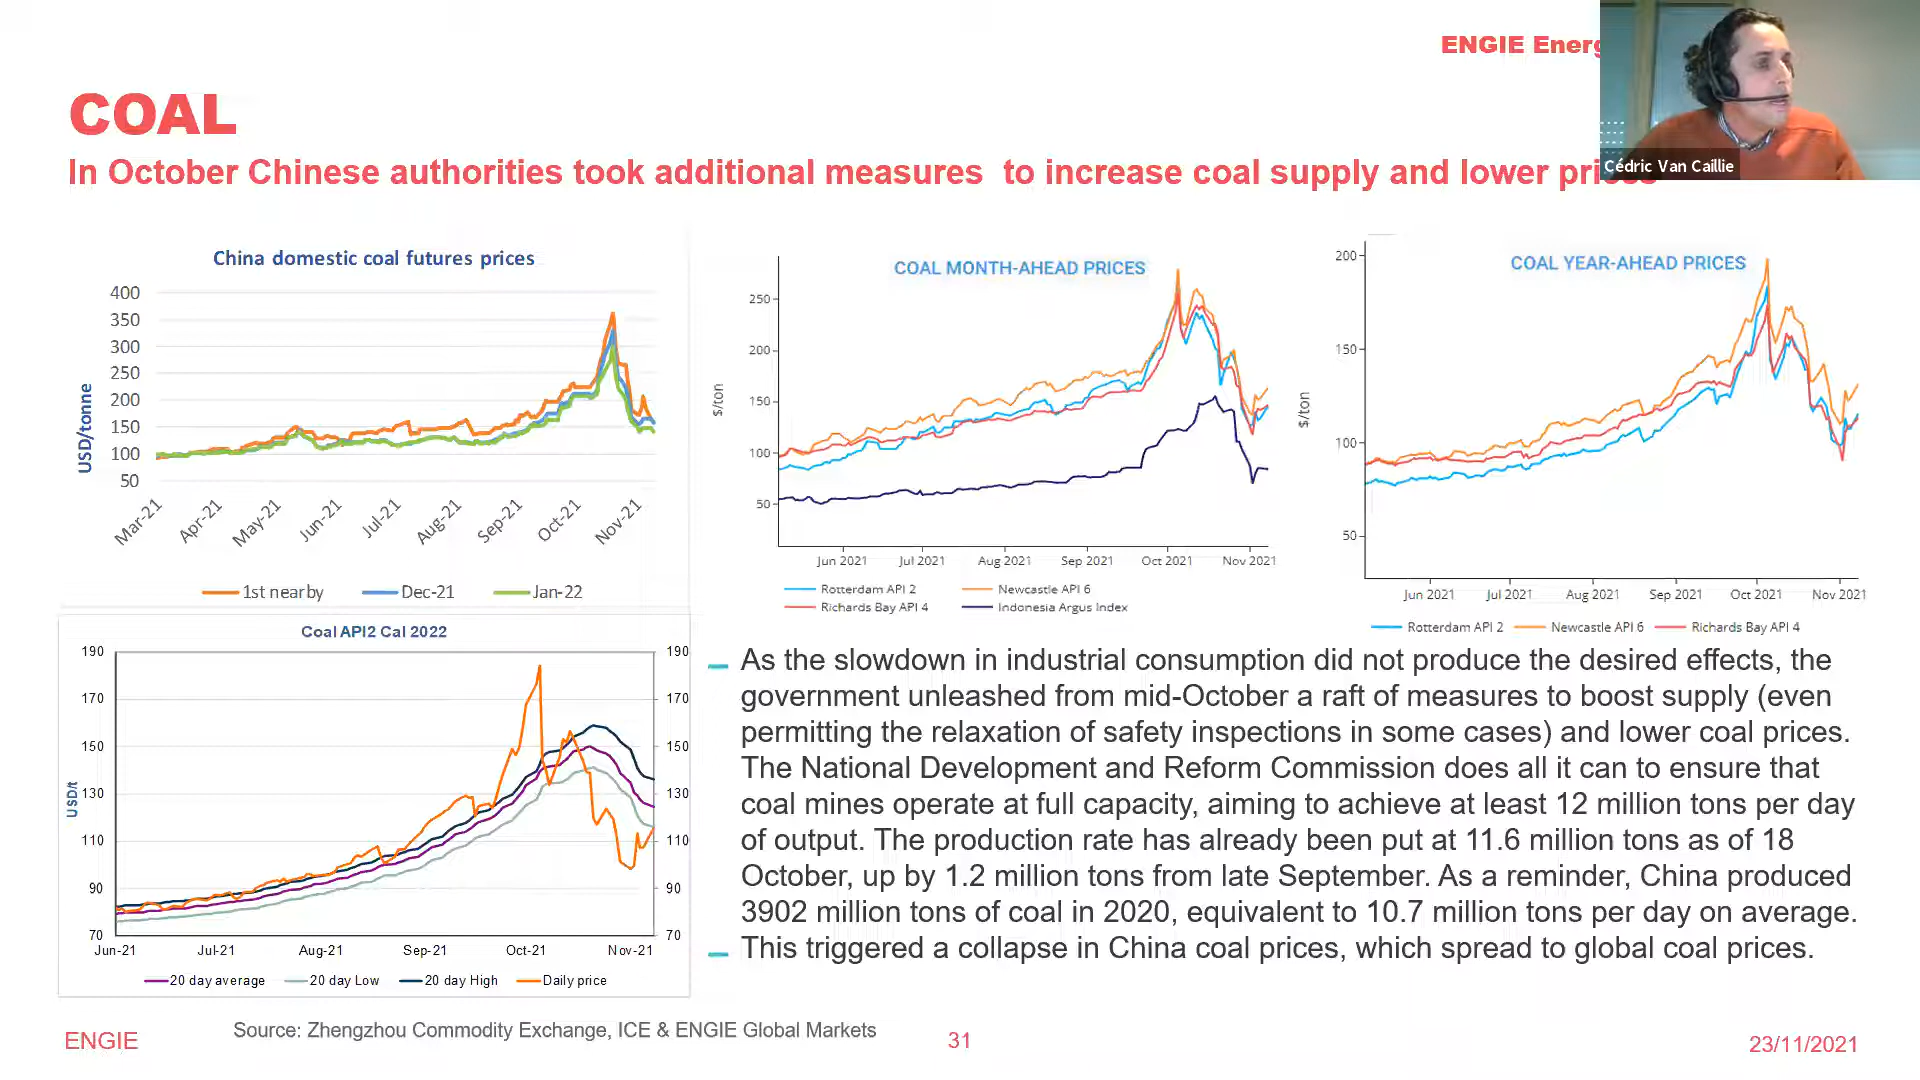 ENGIE Energ
COAL
In October Chinese authorities took additional measures to increase coal supply and lower prices
Cédric Van Caillie
China domestic coal futures prices
USD/tonne
400
350
300
250
200
150
100
50
Mar-21 Apr-21 May-21 Jun-21 Jul-21 Aug-21 Sep-21 Oct-21 Nov-21
1st nearby Dec-21 Jan-22
COAL MONTH-AHEAD PRICES
$/ton
250
200
150
100
50
Jun 2021 Jul 2021 Aug 2021 Sep 2021 Oct 2021 Nov 2021
Rotterdam API 2 Newcastle API 6
Richards Bay API 4 Indonesia Argus Index
COAL YEAR-AHEAD PRICES
$/ton
200
150
100
50
Jun 2021 Jul 2021 Aug 2021 Sep 2021 Oct 2021 Nov 2021
Rotterdam API 2 Newcastle API 6 Richards Bay API 4
Coal API2 Cal 2022
USD/t
190 190
170 170
150 150
130 130
110 110
90 90
70 70
Jun-21 Jul-21 Aug-21 Sep-21 Oct-21 Nov-21
20 day average 20 day Low 20 day High Daily price
As the slowdown in industrial consumption did not produce the desired effects, the
government unleashed from mid-October a raft of measures to boost supply (even
permitting the relaxation of safety inspections in some cases) and lower coal prices.
The National Development and Reform Commission does all it can to ensure that
coal mines operate at full capacity, aiming to achieve at least 12 million tons per day
of output. The production rate has already been put at 11.6 million tons as of 18
October, up by 1.2 million tons from late September. As a reminder, China produced
3902 million tons of coal in 2020, equivalent to 10.7 million tons per day on average.
This triggered a collapse in China coal prices, which spread to global coal prices.
ENGIE
Source: Zhengzhou Commodity Exchange, ICE & ENGIE Global Markets
31
23/11/2021